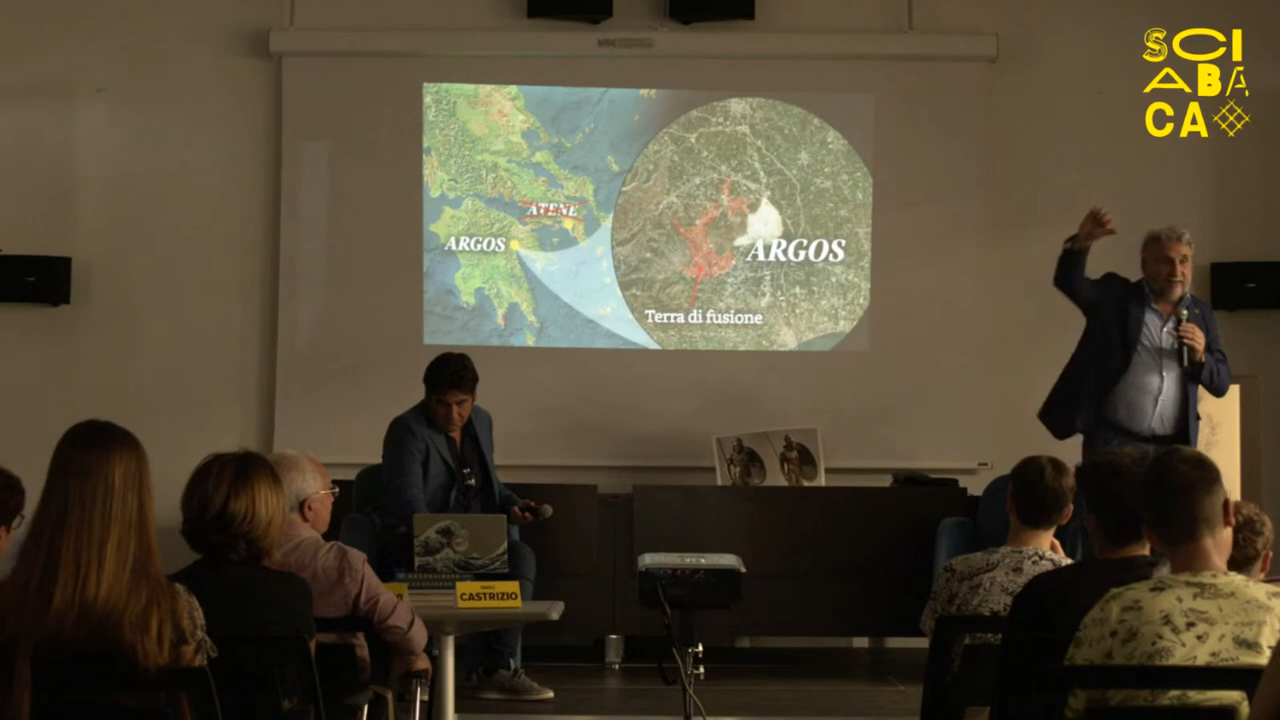 SCI
ABA
CA
ATENE
ARGOS
ARGOS
Terra di fusione
CASTRIZIO